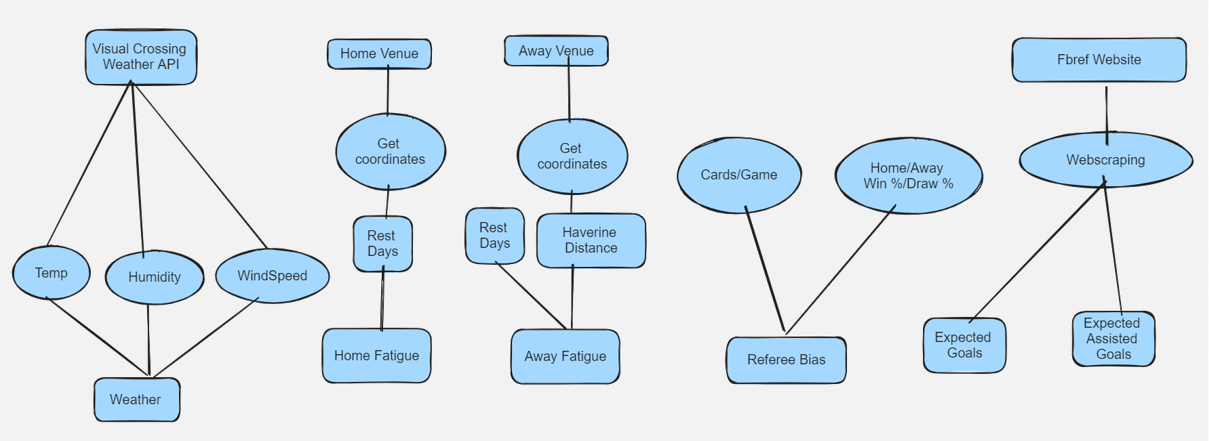 Visual Crossing
Weather API
Temp
Humidity
WindSpeed
Weather
Home Venue
Get
coordinates
Rest
Days
Home Fatigue
Away Venue
Get
coordinates
Rest
Days
Haverine
Distance
Away Fatigue
Cards/Game
Home/Away
Win %/Draw %
Referee Bias
Fbref Website
Webscraping
Expected
Goals
Expected
Assisted
Goals